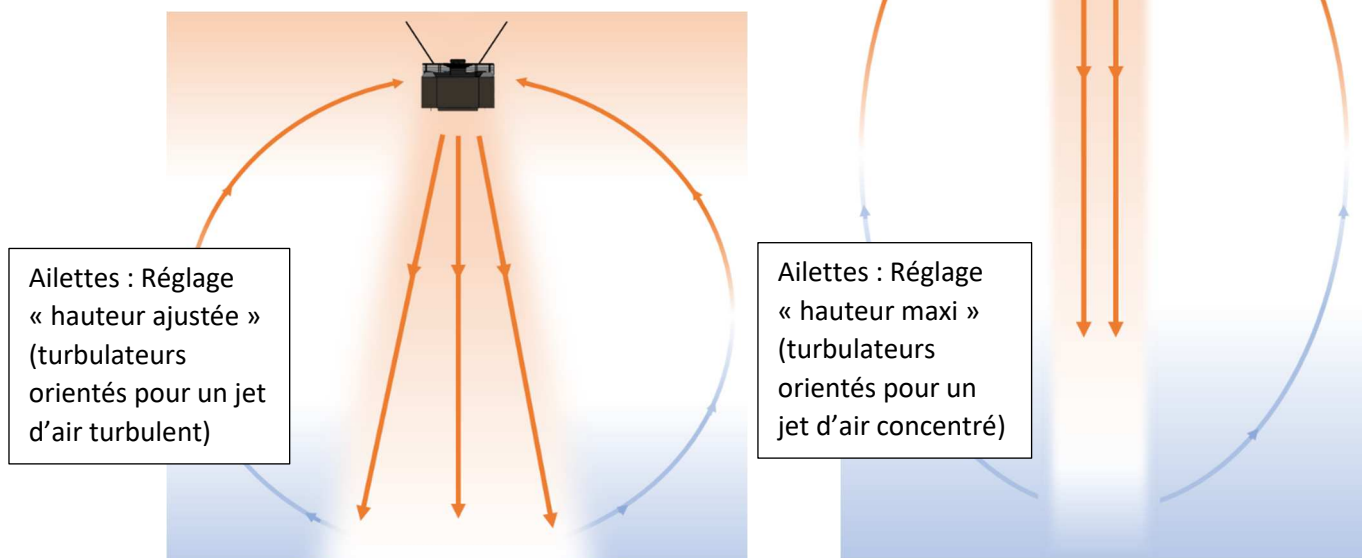 Ailettes : Réglage
« hauteur ajustée »
(turbulateurs
orientés pour un jet
d’air turbulent)
Ailettes : Réglage
« hauteur maxi »
(turbulateurs
orientés pour un
jet d’air concentré)